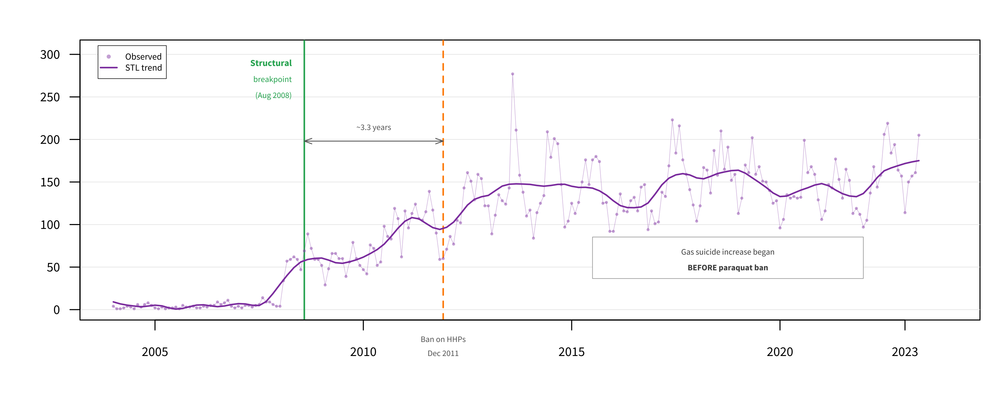 300
250
200
150
100
50
0
Observed
STL trend
Structural
breakpoint
(Aug 2008)
~3.3 years
Gas suicide increase began
BEFORE paraquat ban
Ban on HHPs
Dec 2011
2005
2010
2015
2020
2023